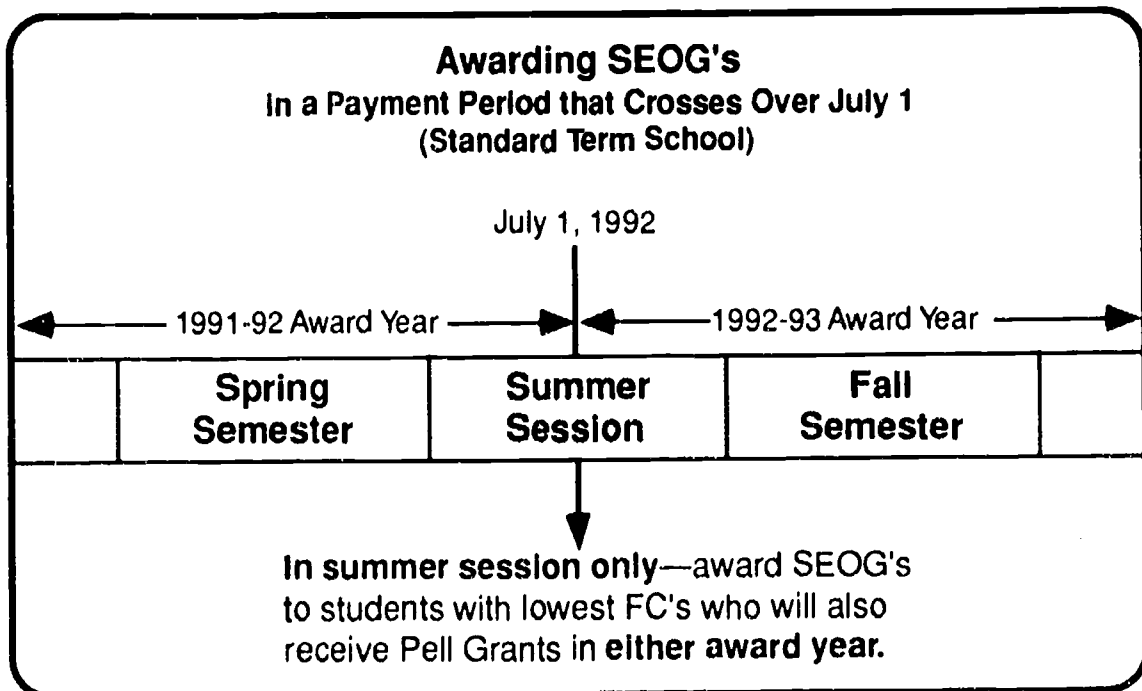 Awarding SEOG's
In a Payment Period that Crosses Over July 1
(Standard Term School)
July 1, 1992
1991-92 Award Year
1992-93 Award Year
Spring
Semester
Summer
Session
Fall
Semester
In summer session only—award SEOG's
to students with lowest FC's who will also
receive Pell Grants in either award year.